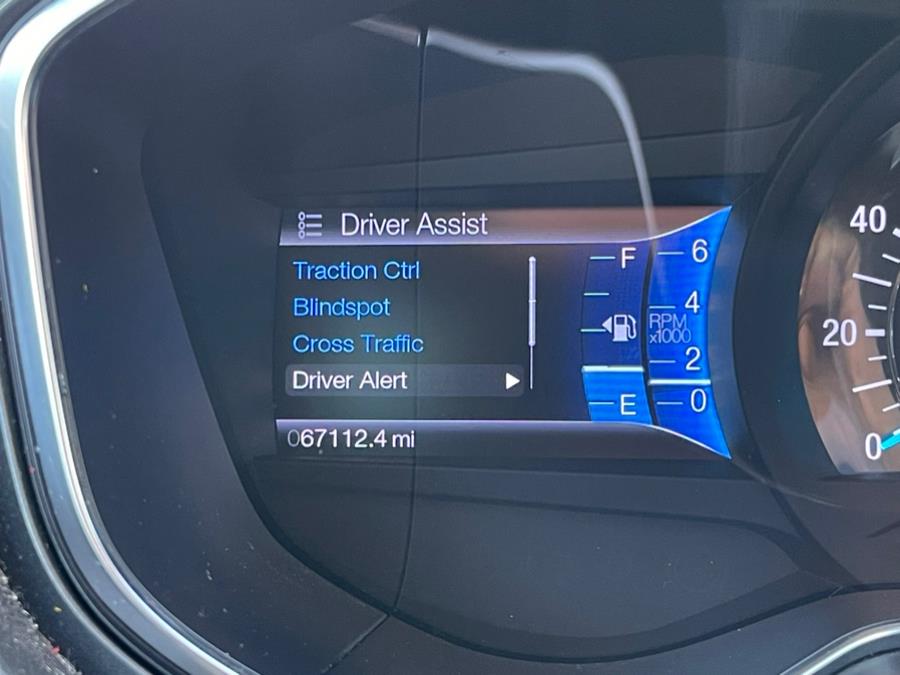 Driver Assist
Traction Ctrl
Blindspot
Cross Traffic
Driver Alert
067112.4 mi
F
E
6
4
RPM
x1000
2
0
40
20
0